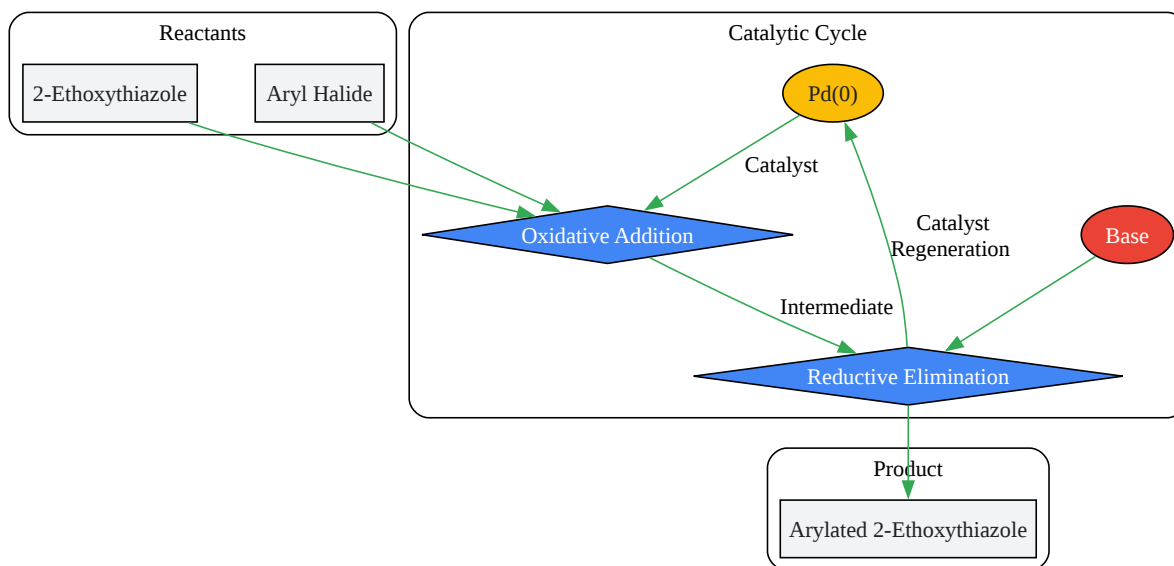 Reactants
Catalytic Cycle
2-Ethoxythiazole
Aryl Halide
Pd(0)
Catalyst
Oxidative Addition
Catalyst
Regeneration
Base
Intermediate
Reductive Elimination
Product
Arylated 2-Ethoxythiazole